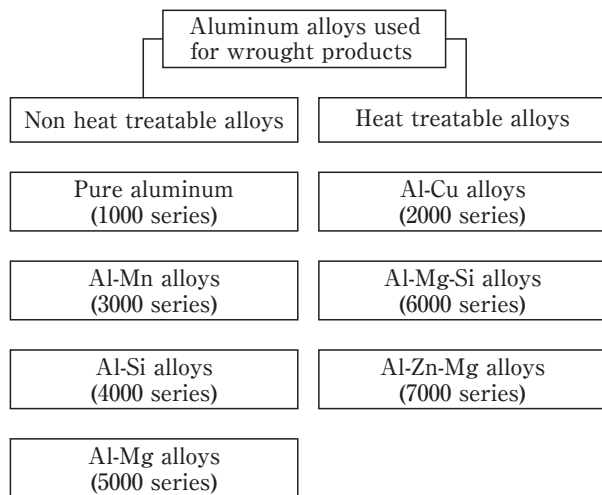 Aluminum alloys used
for wrought products
Non heat treatable alloys
Heat treatable alloys
Pure aluminum
(1000 series)
Al-Cu alloys
(2000 series)
Al-Mn alloys
(3000 series)
Al-Mg-Si alloys
(6000 series)
Al-Si alloys
(4000 series)
Al-Zn-Mg alloys
(7000 series)
Al-Mg alloys
(5000 series)